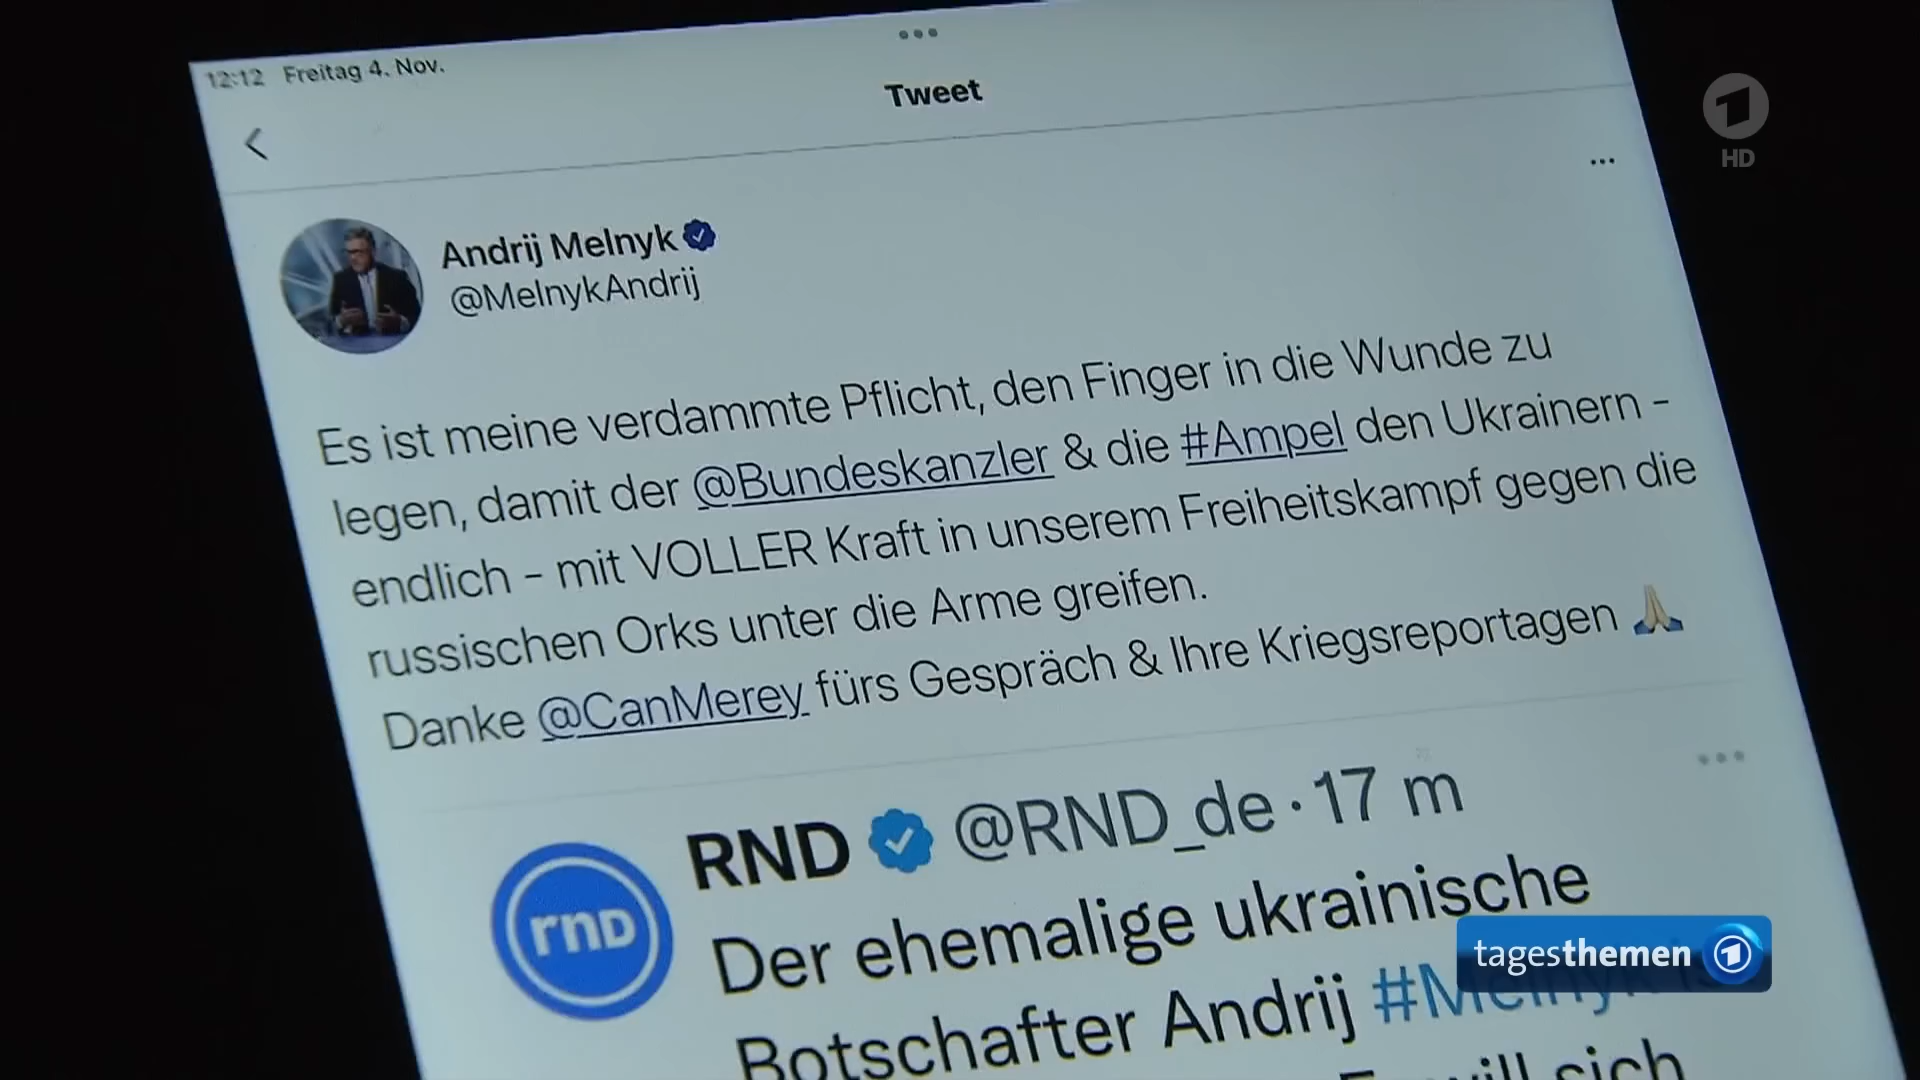 12:12 Freitag 4. Nov.
Tweet
HD
Andrij Melnyk
@MelnykAndrij
Es ist meine verdammte Pflicht, den Finger in die Wunde zu
legen, damit der @Bundeskanzler & die #Ampel den Ukrainern -
endlich - mit VOLLER Kraft in unserem Freiheitskampf gegen die
russischen Orks unter die Arme greifen.
Danke @CanMerey fürs Gespräch & Ihre Kriegsreportagen 🙏🏻
RND @RND_de · 17 m
rnD
Der ehemalige ukrainische
Botschafter Andrij #Melnyk
will sich
tagesthemen